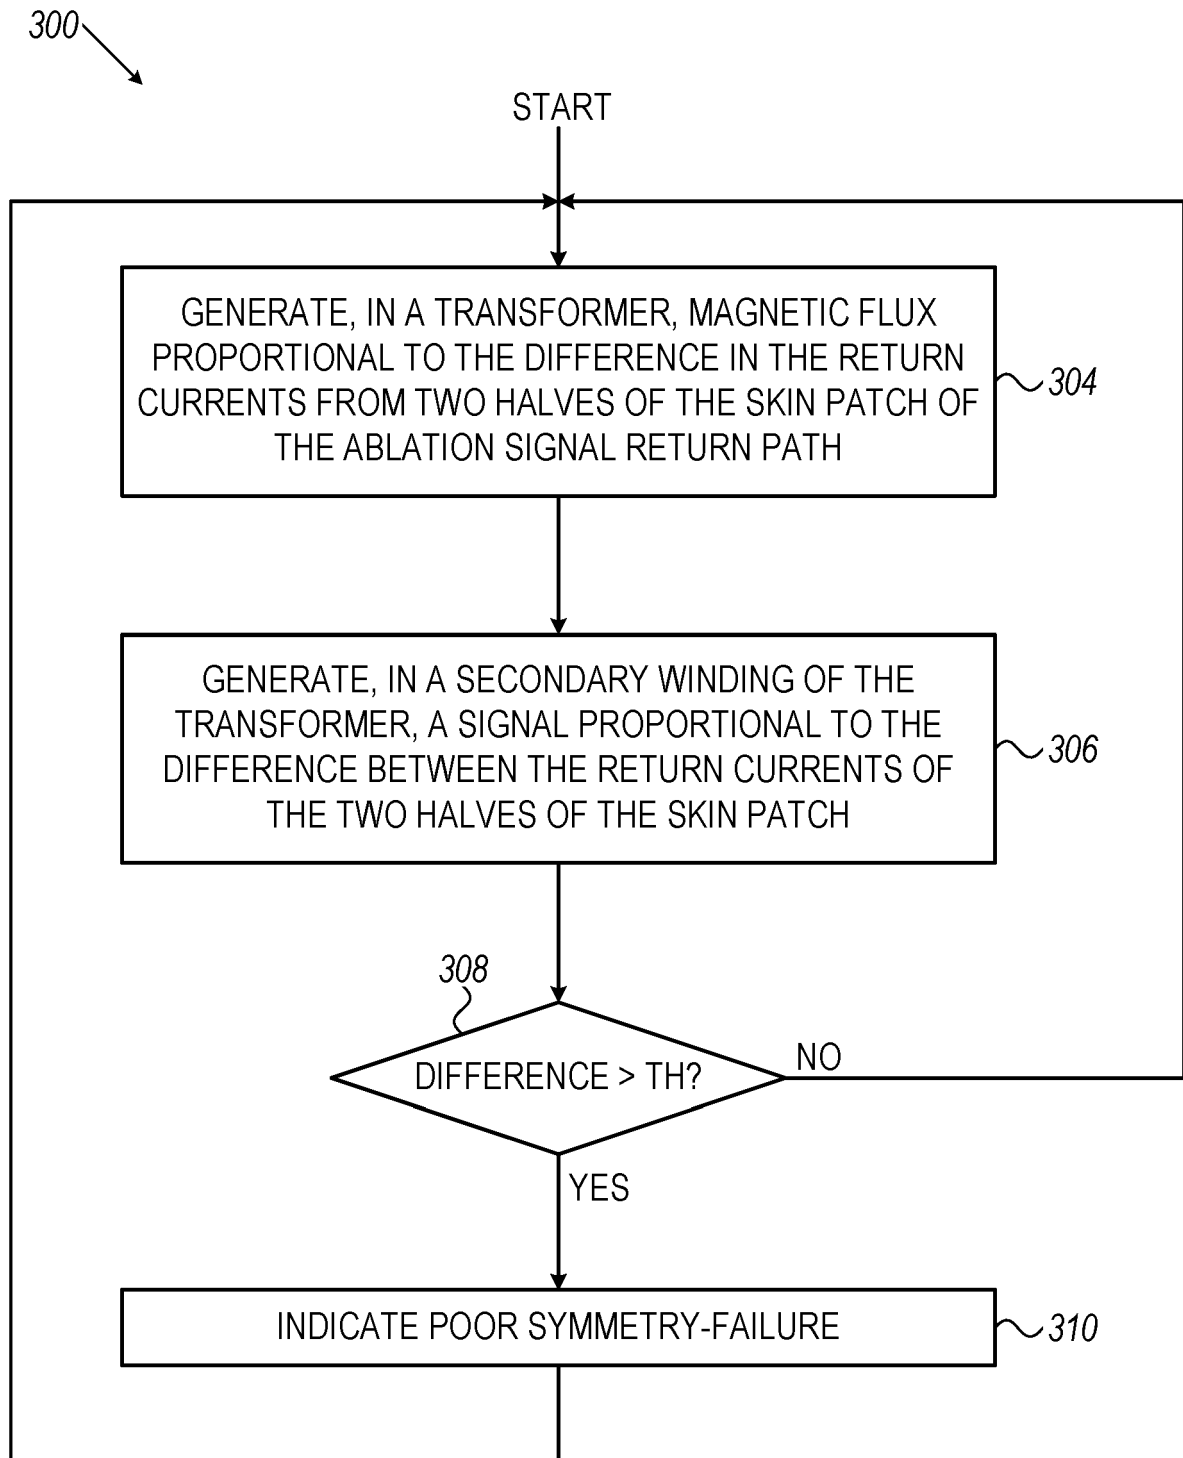 300
START
GENERATE, IN A TRANSFORMER, MAGNETIC FLUX
PROPORTIONAL TO THE DIFFERENCE IN THE RETURN
CURRENTS FROM TWO HALVES OF THE SKIN PATCH OF
THE ABLATION SIGNAL RETURN PATH
304
GENERATE, IN A SECONDARY WINDING OF THE
TRANSFORMER, A SIGNAL PROPORTIONAL TO THE
DIFFERENCE BETWEEN THE RETURN CURRENTS OF
THE TWO HALVES OF THE SKIN PATCH
306
308
DIFFERENCE > TH?
NO
YES
INDICATE POOR SYMMETRY-FAILURE
310